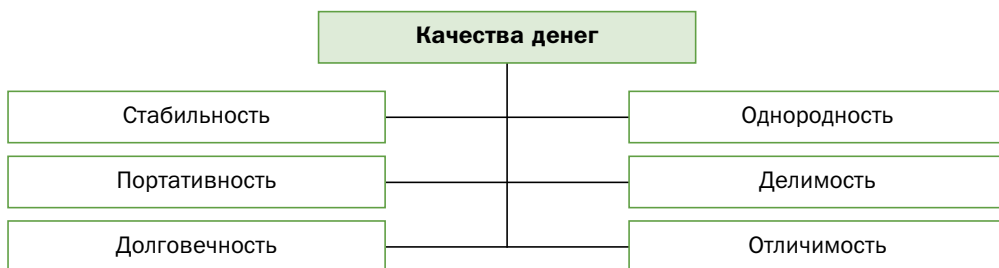 Качества денег
Стабильность
Однородность
Портативность
Делимость
Долговечность
Отличимость